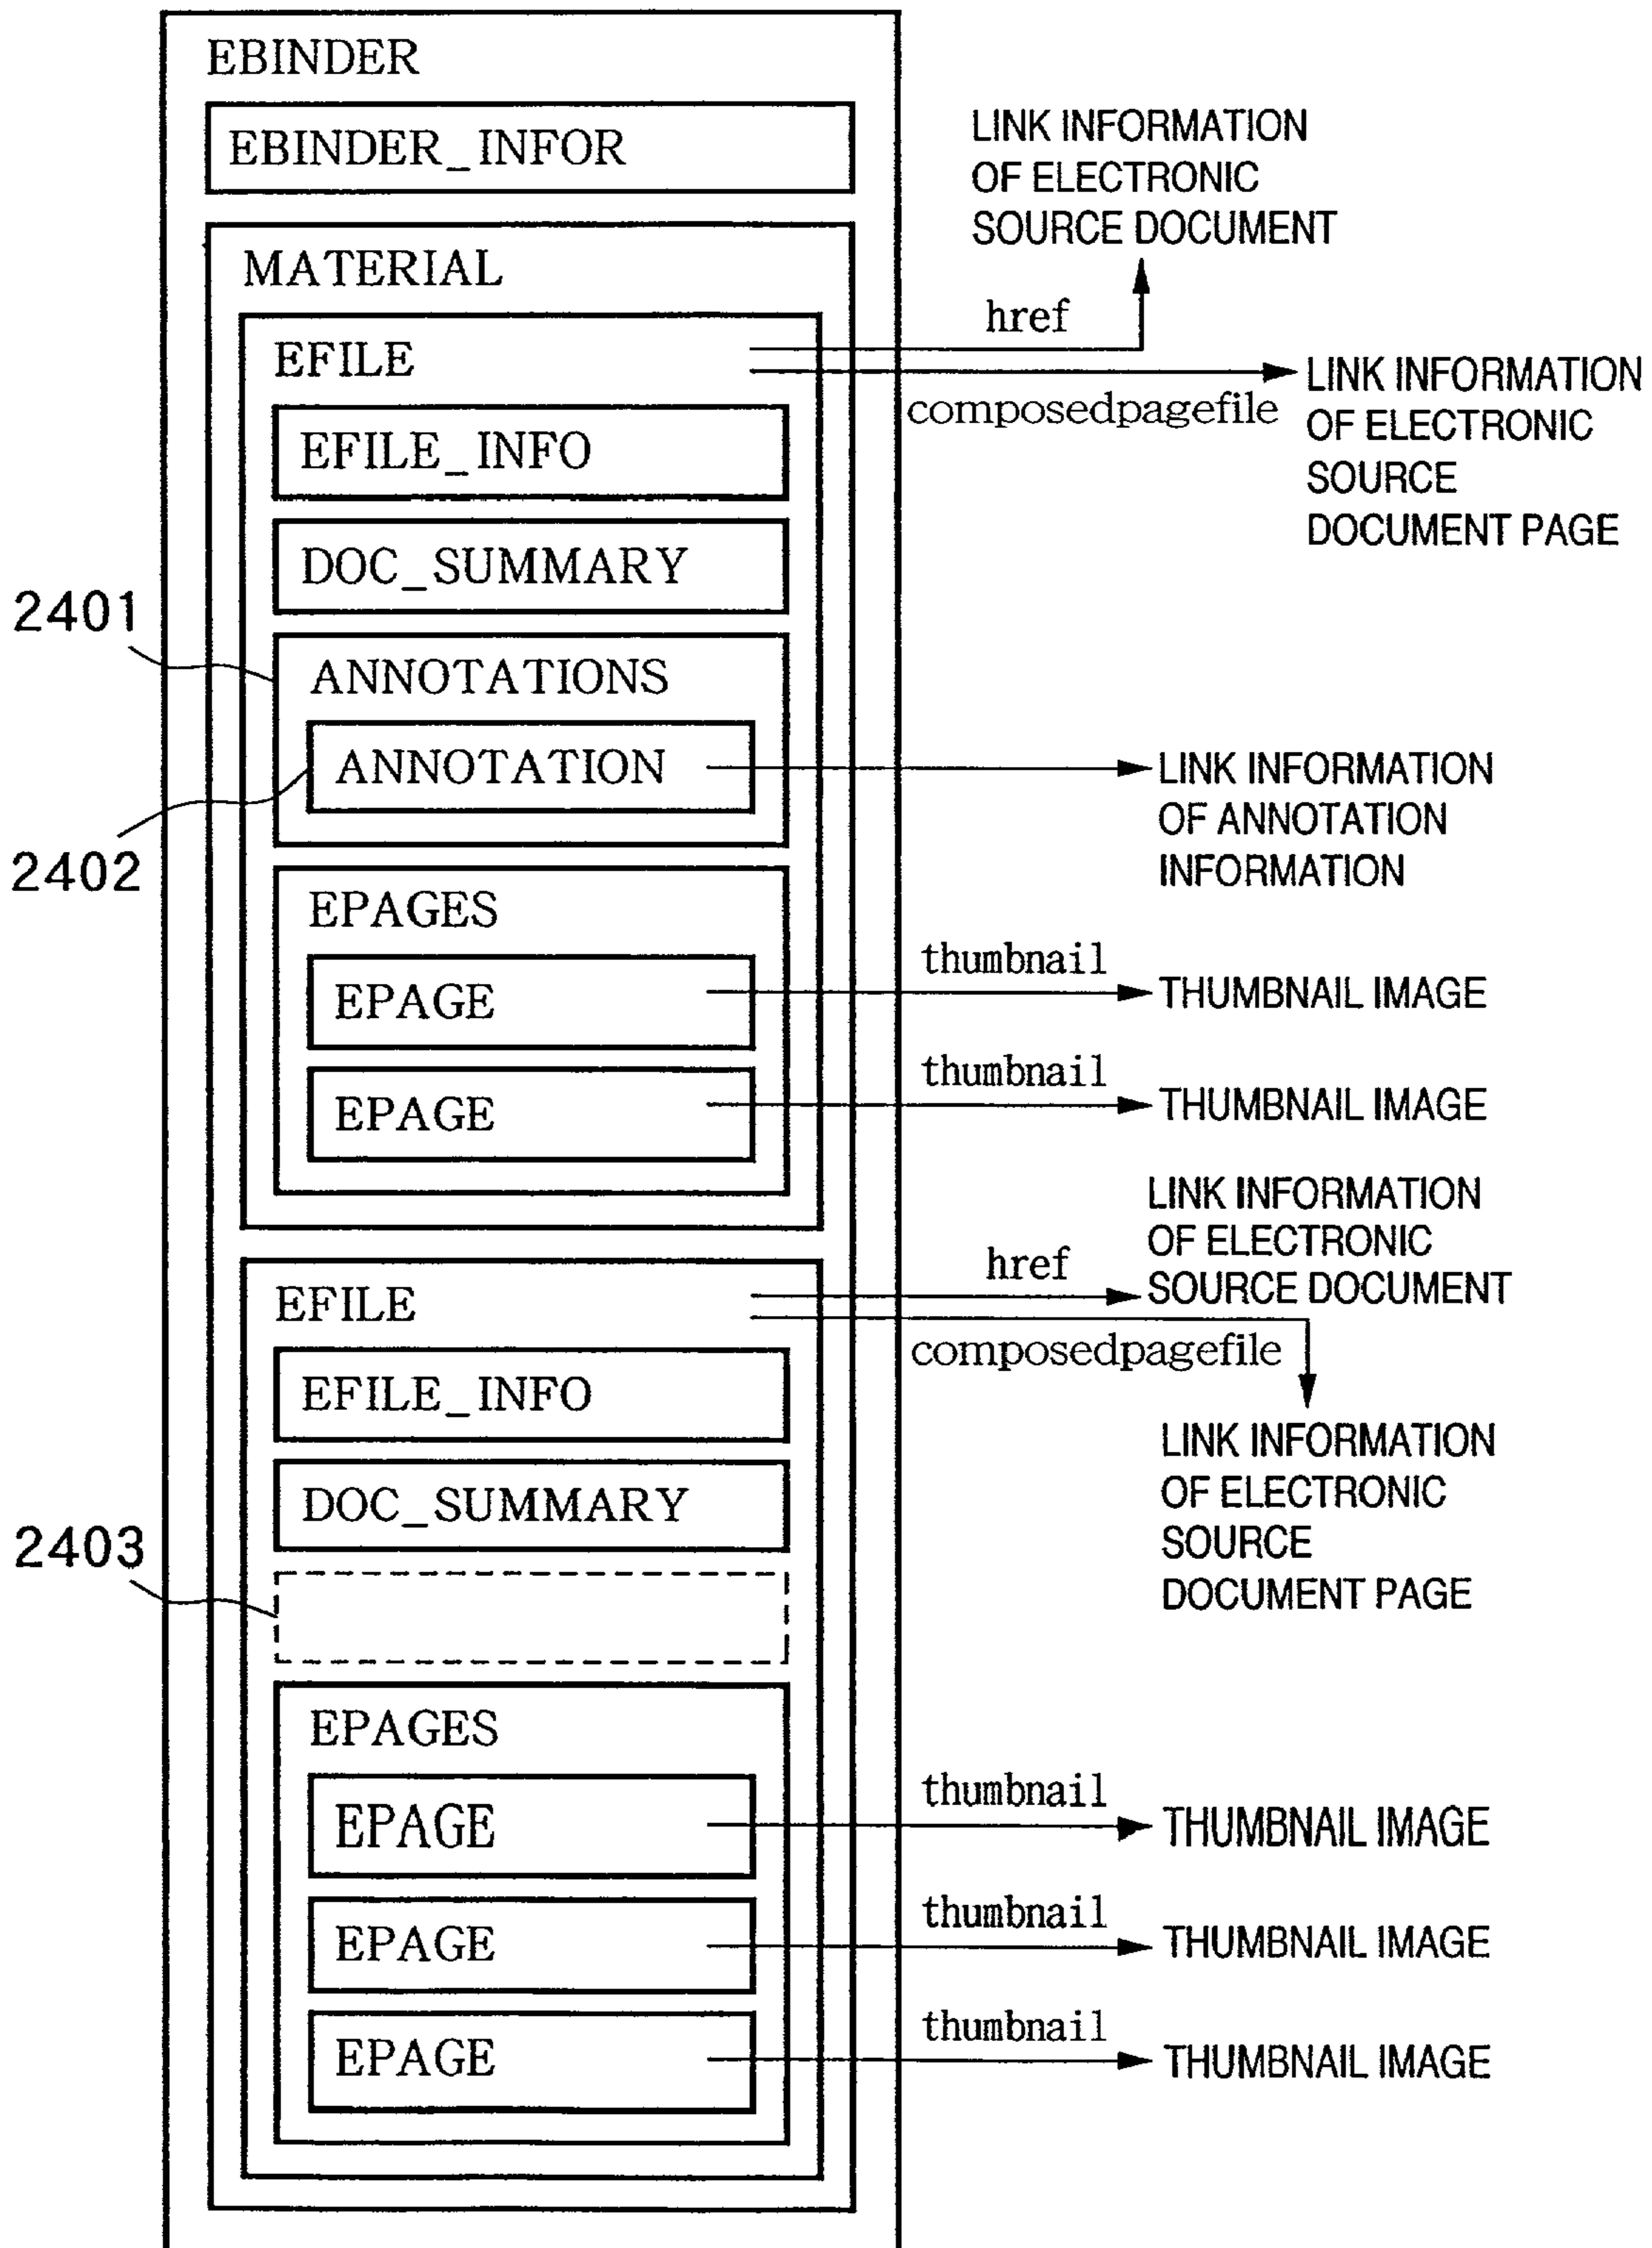 EBINDER
EBINDER_INFOR
LINK INFORMATION
OF ELECTRONIC
SOURCE DOCUMENT
MATERIAL
href
EFILE
composedpagefile
LINK INFORMATION
OF ELECTRONIC
SOURCE
DOCUMENT PAGE
EFILE_INFO
DOC_SUMMARY
2401
ANNOTATIONS
ANNOTATION
2402
LINK INFORMATION
OF ANNOTATION
INFORMATION
EPAGES
thumbnail
EPAGE
THUMBNAIL IMAGE
thumbnail
EPAGE
THUMBNAIL IMAGE
LINK INFORMATION
OF ELECTRONIC
SOURCE DOCUMENT
href
EFILE
composedpagefile
LINK INFORMATION
OF ELECTRONIC
SOURCE
DOCUMENT PAGE
EFILE_INFO
DOC_SUMMARY
2403
EPAGES
thumbnail
EPAGE
THUMBNAIL IMAGE
thumbnail
EPAGE
THUMBNAIL IMAGE
thumbnail
EPAGE
THUMBNAIL IMAGE